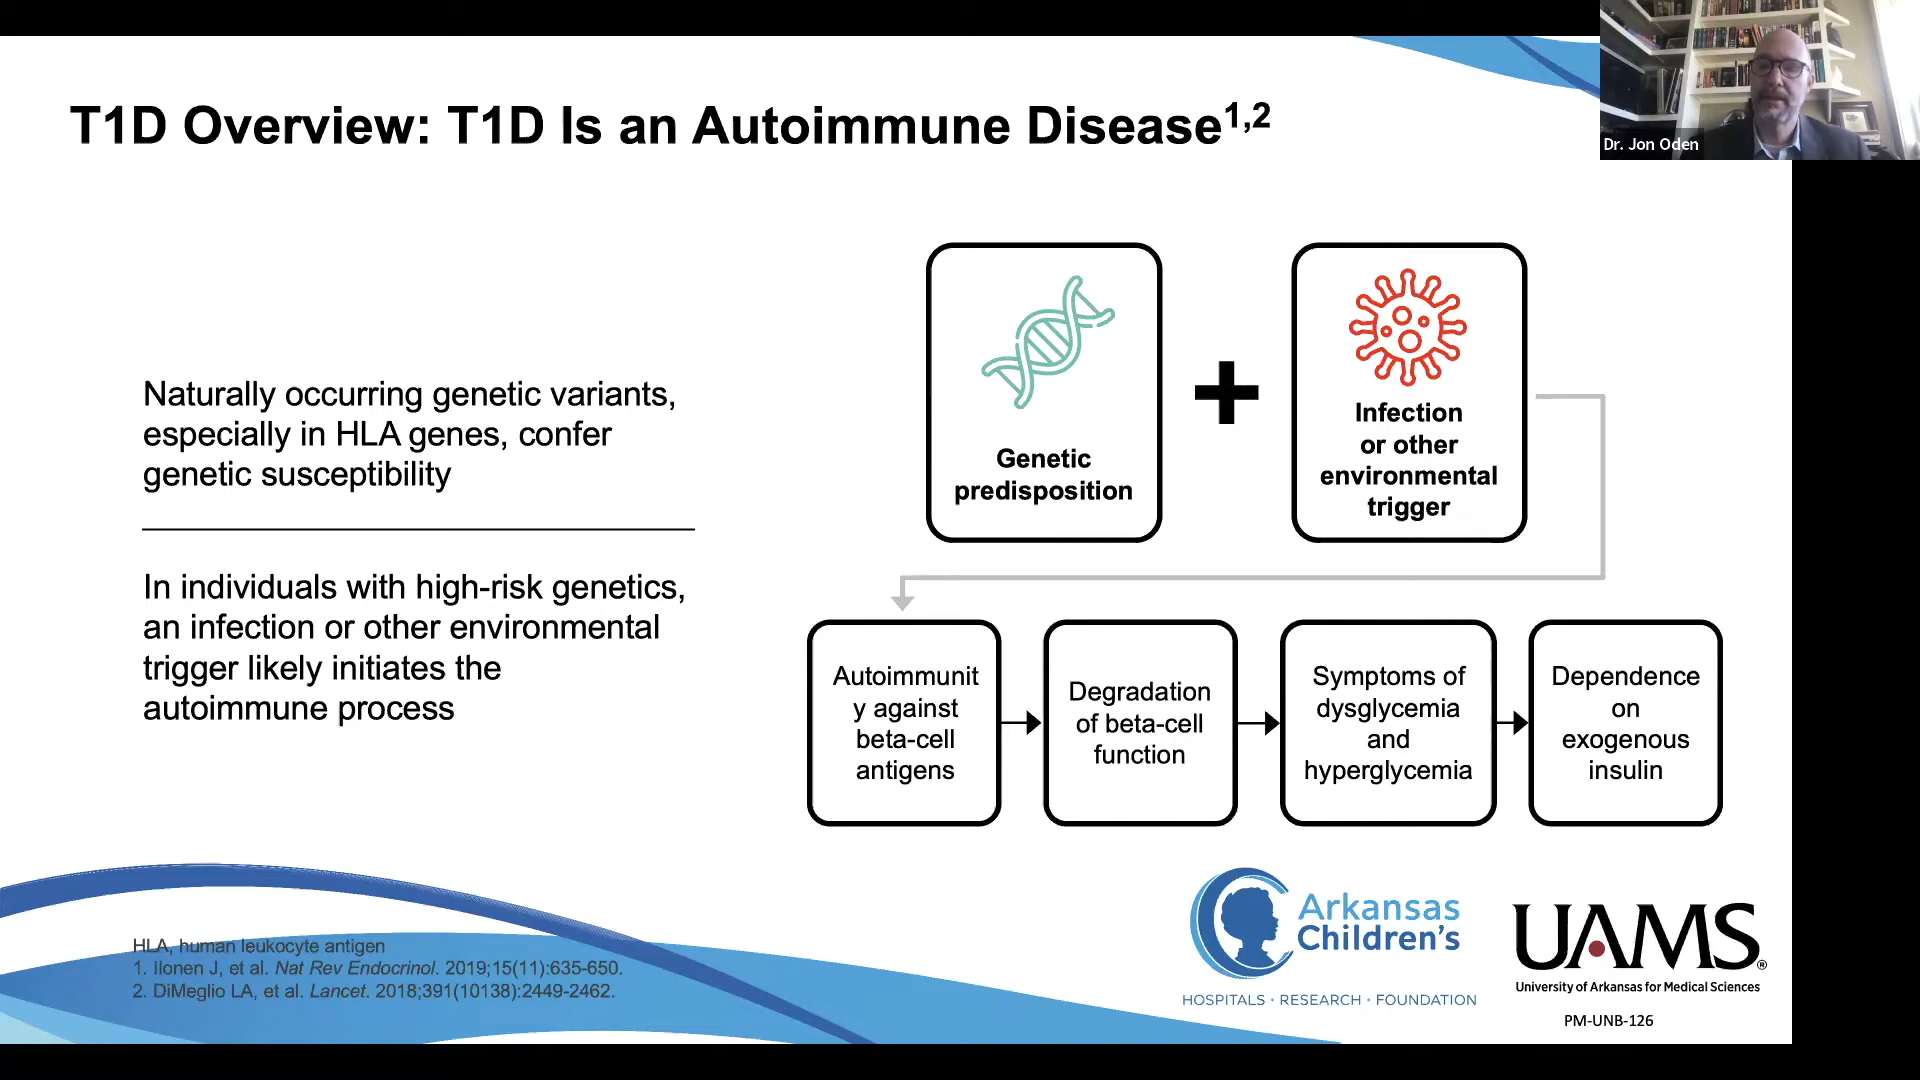 T1D Overview: T1D Is an Autoimmune Disease1,2
Dr. Jon Oden
Naturally occurring genetic variants,
especially in HLA genes, confer
genetic susceptibility
In individuals with high-risk genetics,
an infection or other environmental
trigger likely initiates the
autoimmune process
Genetic
predisposition
+
Infection
or other
environmental
trigger
Autoimmunit
y against
beta-cell
antigens
Degradation
of beta-cell
function
Symptoms of
dysglycemia
and
hyperglycemia
Dependence
on
exogenous
insulin
HLA, human leukocyte antigen
1. Ilonen J, et al. Nat Rev Endocrinol. 2019;15(11):635-650.
2. DiMeglio LA, et al. Lancet. 2018;391(10138):2449-2462.
Arkansas
Children's
HOSPITALS · RESEARCH · FOUNDATION
UAMS®
University of Arkansas for Medical Sciences
PM-UNB-126